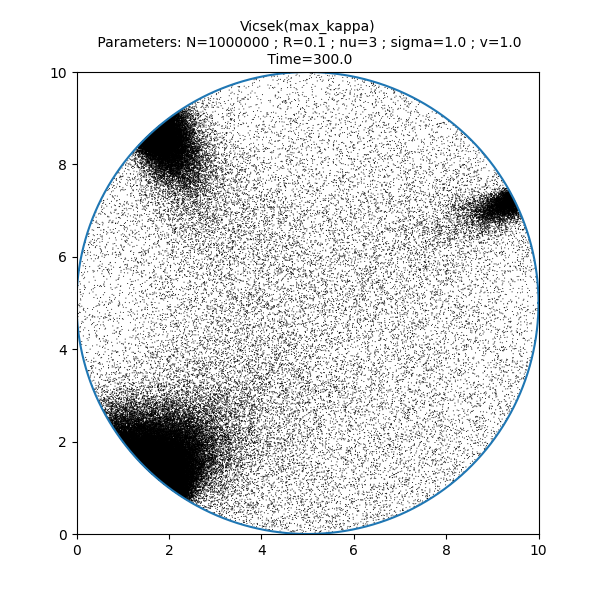 Vicsek(max_kappa)
Parameters: N=1000000 ; R=0.1 ; nu=3 ; sigma=1.0 ; v=1.0
Time=300.0
10
8
6
4
2
0
0 2 4 6 8 10